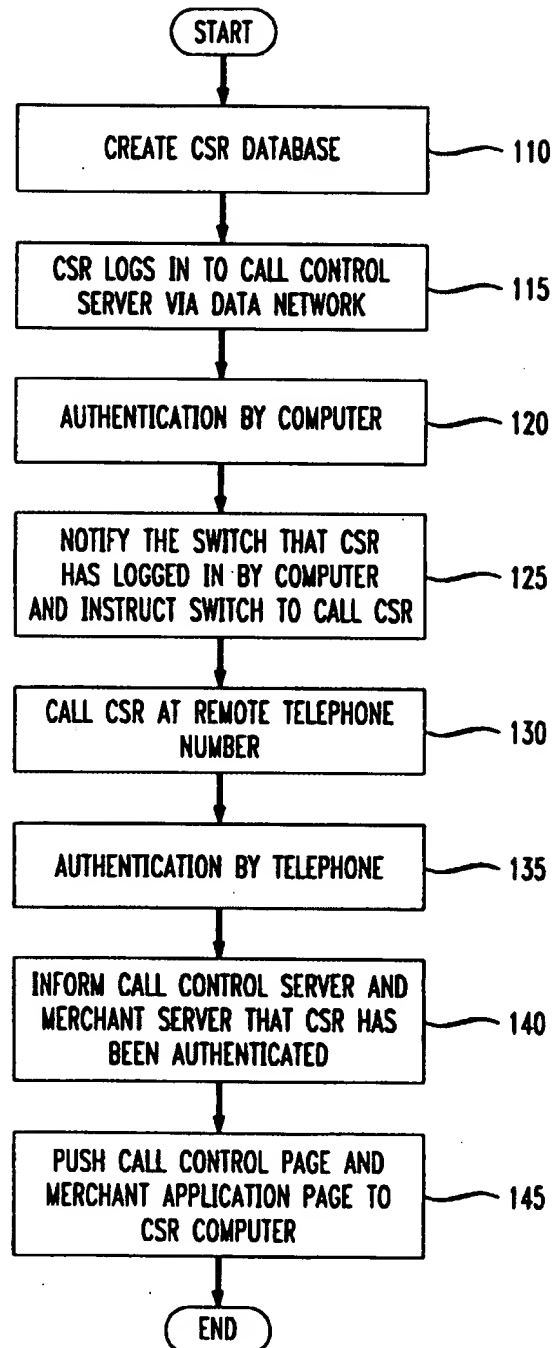 START
CREATE CSR DATABASE
110
CSR LOGS IN TO CALL CONTROL
SERVER VIA DATA NETWORK
115
AUTHENTICATION BY COMPUTER
120
NOTIFY THE SWITCH THAT CSR
HAS LOGGED IN BY COMPUTER
AND INSTRUCT SWITCH TO CALL CSR
125
CALL CSR AT REMOTE TELEPHONE
NUMBER
130
AUTHENTICATION BY TELEPHONE
135
INFORM CALL CONTROL SERVER AND
MERCHANT SERVER THAT CSR HAS
BEEN AUTHENTICATED
140
PUSH CALL CONTROL PAGE AND
MERCHANT APPLICATION PAGE TO
CSR COMPUTER
145
END